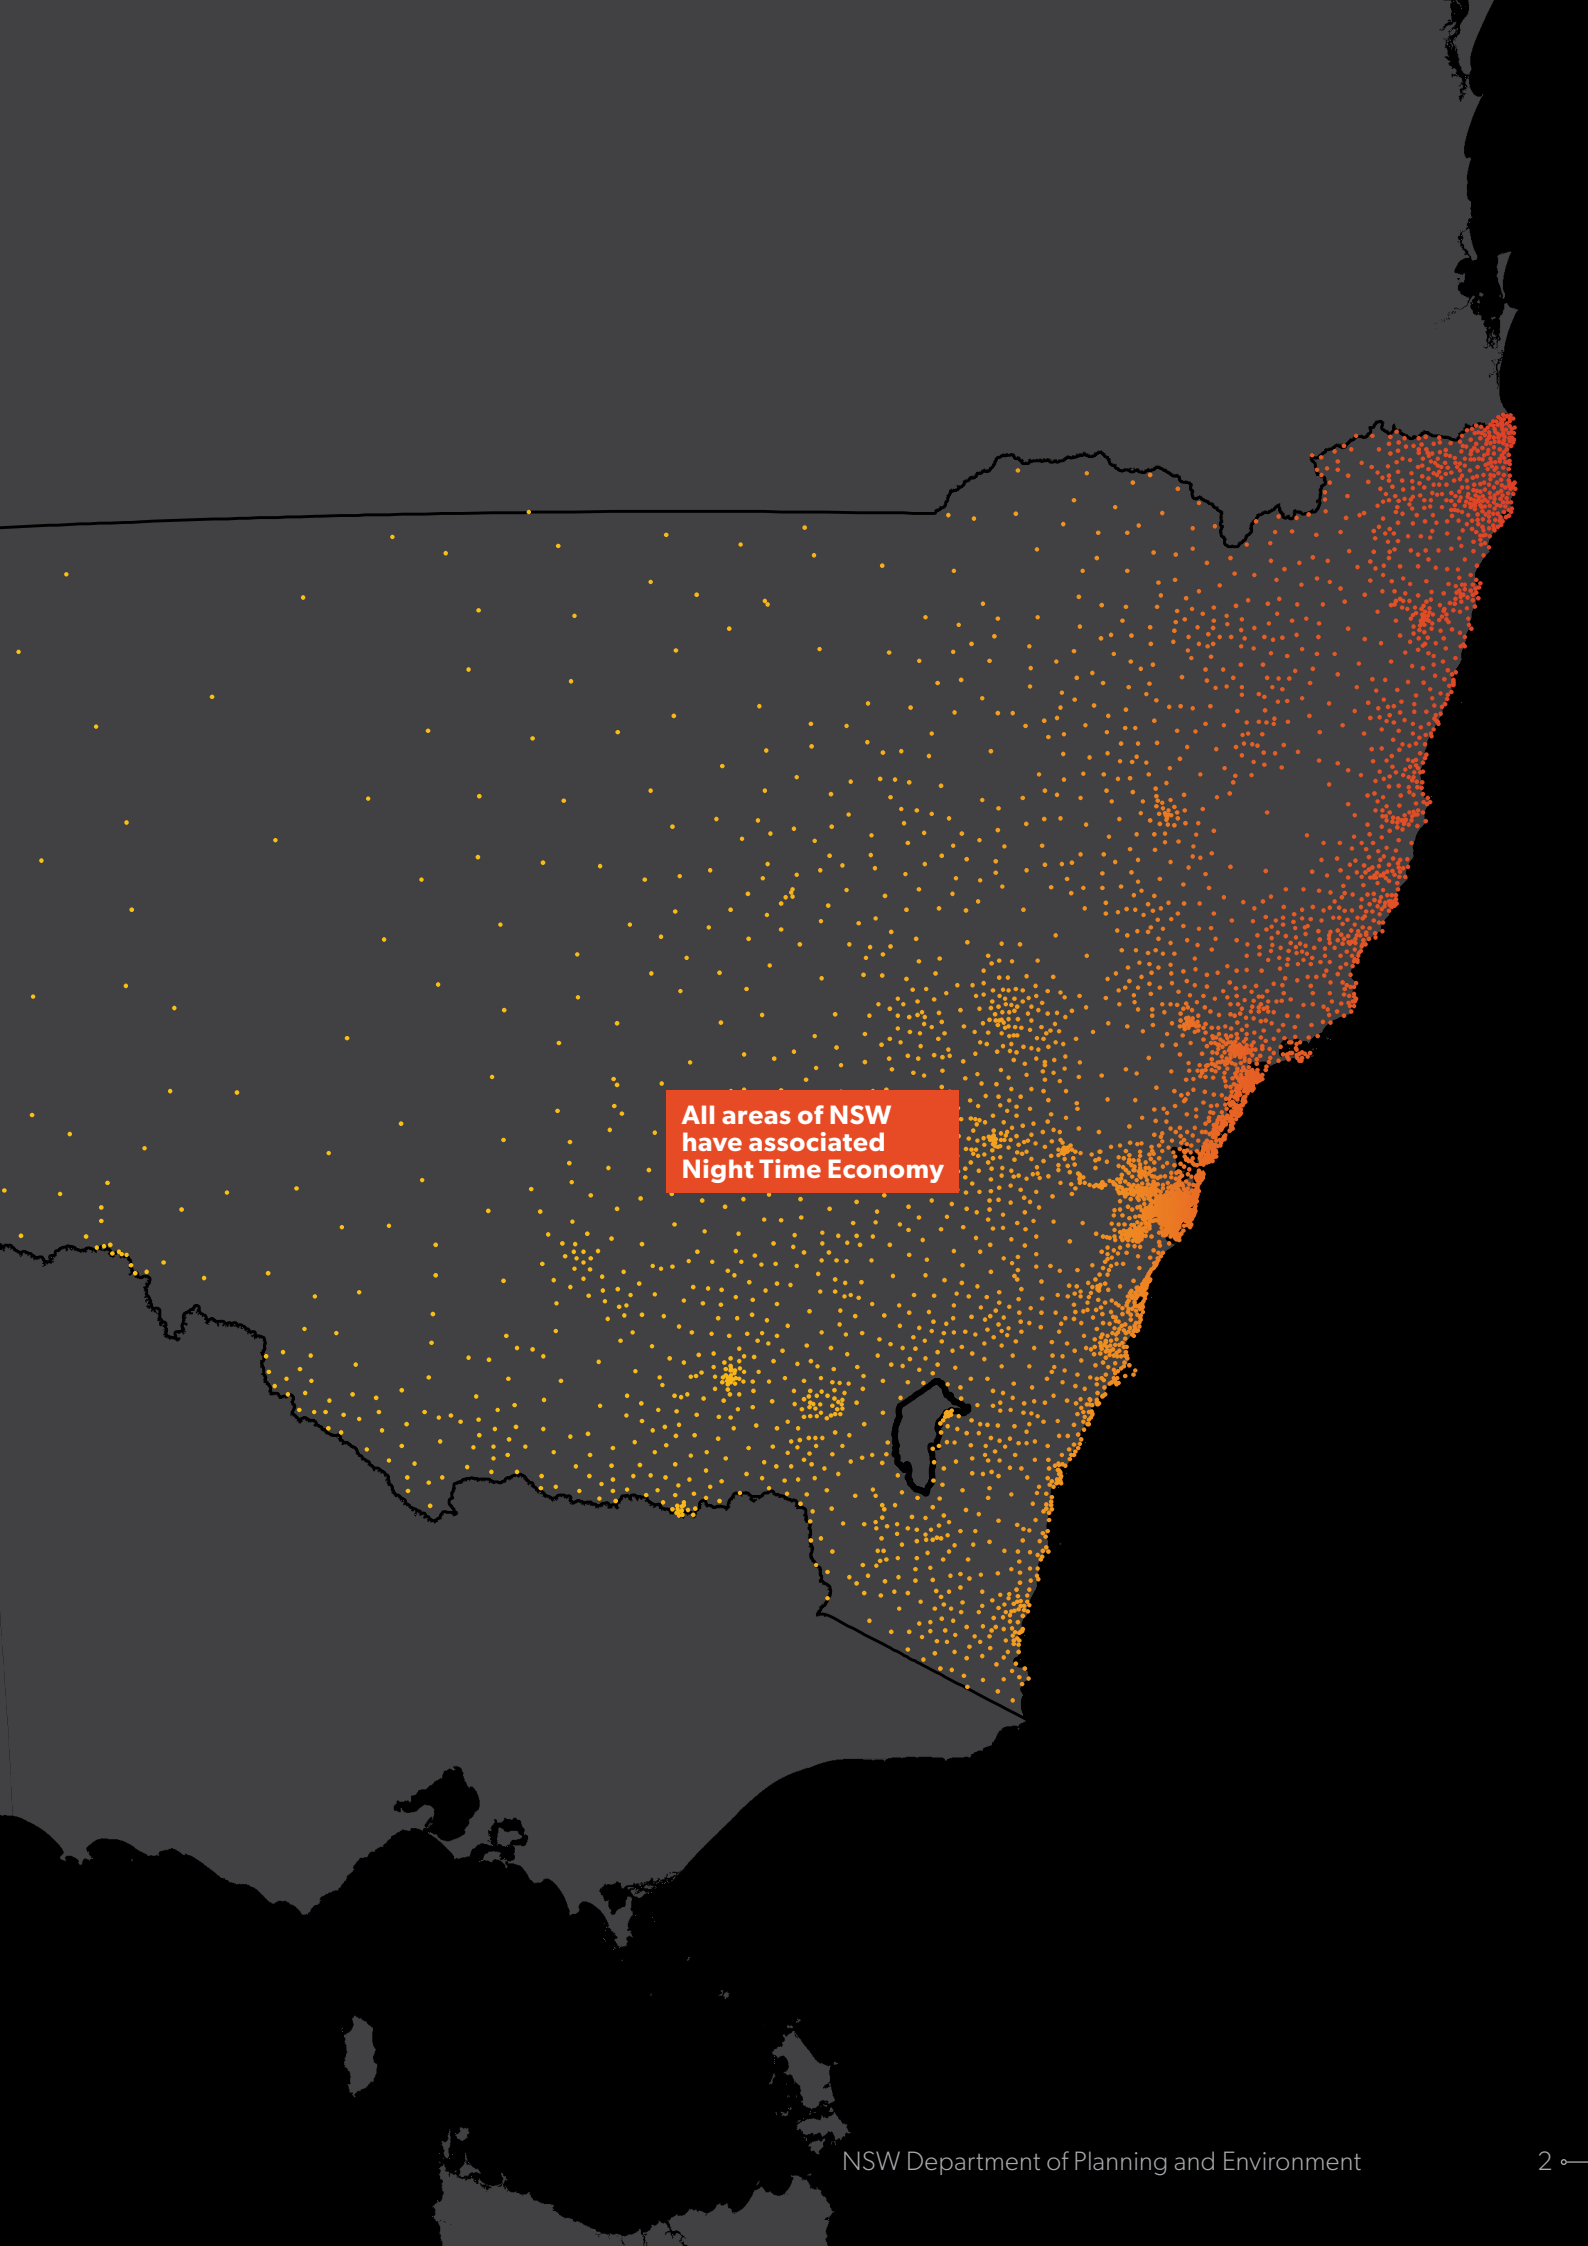 All areas of NSW
have associated
Night Time Economy
NSW Department of Planning and Environment
2